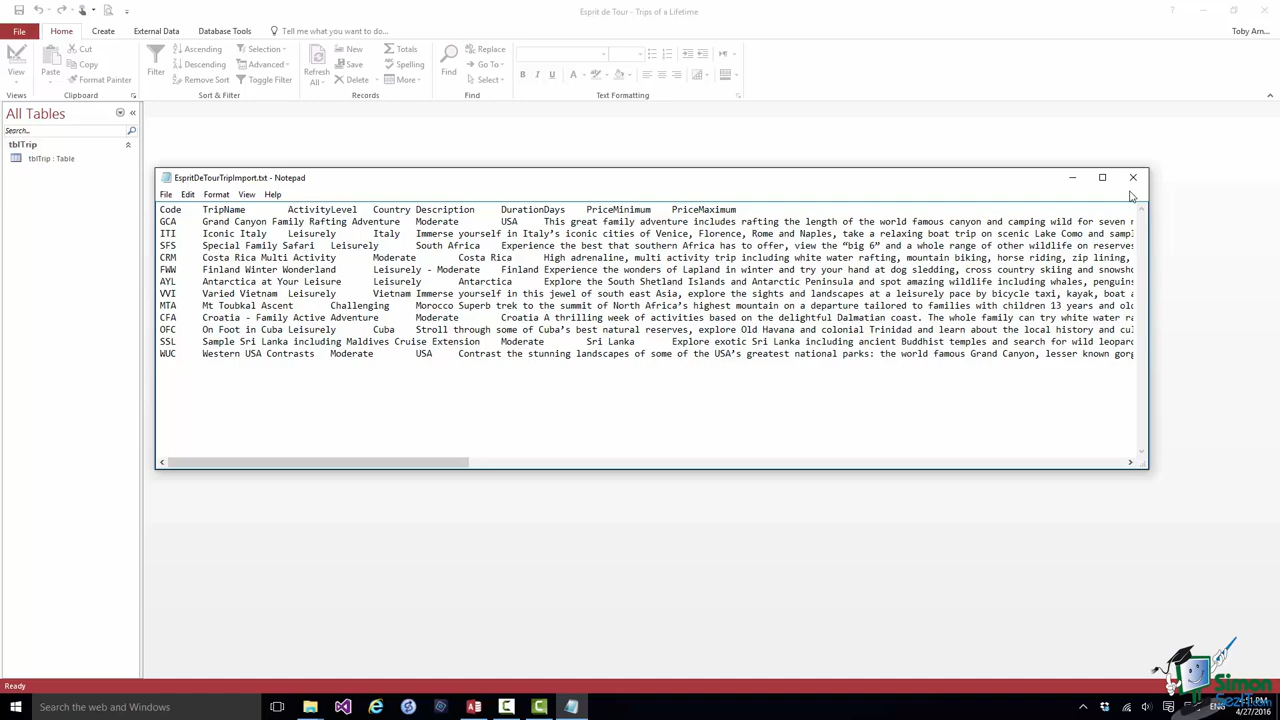 Esprit de Tour - Trips of a Lifetime
?
File Home Create External Data Database Tools Tell me what you want to do...
Toby Arn...
View
Views
Paste
Cut
Copy
Format Painter
Clipboard
Filter
Ascending
Descending
Remove Sort
Selection
Advanced
Toggle Filter
Sort & Filter
Refresh All
New
Save
Delete
Totals
Spelling
More
Records
Find
Replace
Go To
Select
Find
B I U A
Text Formatting
All Tables
Search...
tblTrip
tblTrip : Table
EspritDeTourTripImport.txt - Notepad
File Edit Format View Help
Code TripName ActivityLevel Country Description DurationDays PriceMinimum PriceMaximum
GCA Grand Canyon Family Rafting Adventure Moderate USA This great family adventure includes rafting the length of the world famous canyon and camping wild for seven
ITI Iconic Italy Leisurely Italy Immerse yourself in Italy's iconic cities of Venice, Florence, Rome and Naples, take a relaxing boat trip on scenic Lake Como and sampl
SFS Special Family Safari Leisurely South Africa Experience the best that southern Africa has to offer, view the “big 6” and a whole range of other wildlife on reserves
CRM Costa Rica Multi Activity Moderate Costa Rica High adrenaline, multi activity trip including white water rafting, mountain biking, horse riding, zip lining,
FWW Finland Winter Wonderland Leisurely - Moderate Finland Experience the wonders of Lapland in winter and try your hand at dog sledding, cross country skiing and snowsho
AYL Antarctica at Your Leisure Leisurely Antarctica Explore the South Shetland Islands and Antarctic Peninsula and spot amazing wildlife including whales, penguins
VVI Varied Vietnam Leisurely Vietnam Immerse yourself in this jewel of south east Asia, explore the sights and landscapes at a leisurely pace by bicycle taxi, kayak, boat a
MTA Mt Toubkal Ascent Challenging Morocco Superb trek to the summit of North Africa's highest mountain on a departure tailored to families with children 13 years and old
CFA Croatia - Family Active Adventure Moderate Croatia A thrilling week of activities based on the delightful Dalmatian coast. The whole family can try white water ra
OFC On Foot in Cuba Leisurely Cuba Stroll through some of Cuba's best natural reserves, explore Old Havana and colonial Trinidad and learn about the local history and cul
SSL Sample Sri Lanka including Maldives Cruise Extension Moderate Sri Lanka Explore exotic Sri Lanka including ancient Buddhist temples and search for wild leopar
WUC Western USA Contrasts Moderate USA Contrast the stunning landscapes of some of the USA's greatest national parks: the world famous Grand Canyon, lesser known gorg
Ready
Simon
Sez it
Search the web and Windows
4/27/2016